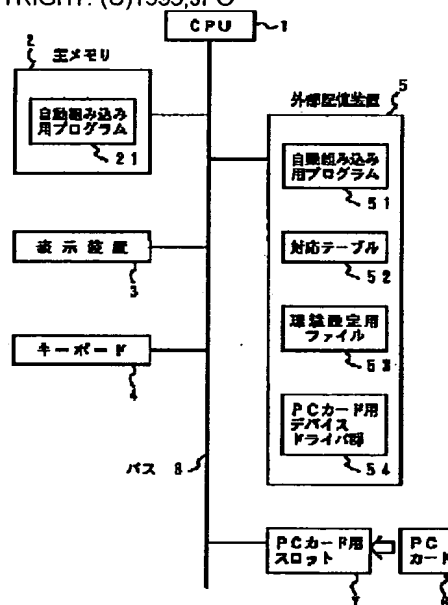 TRIGHT: (C)1995,JPO
CPU
1
2
主メモリ
自動組み込み
用プログラム
21
表示装置
3
キーボード
4
バス 8
外部記憶装置
5
自動組み込み
用プログラム
51
対応テーブル
52
環境設定用
ファイル
53
PCカード用
デバイス
ドライバ群
54
PCカード用
スロット
7
PC
カード